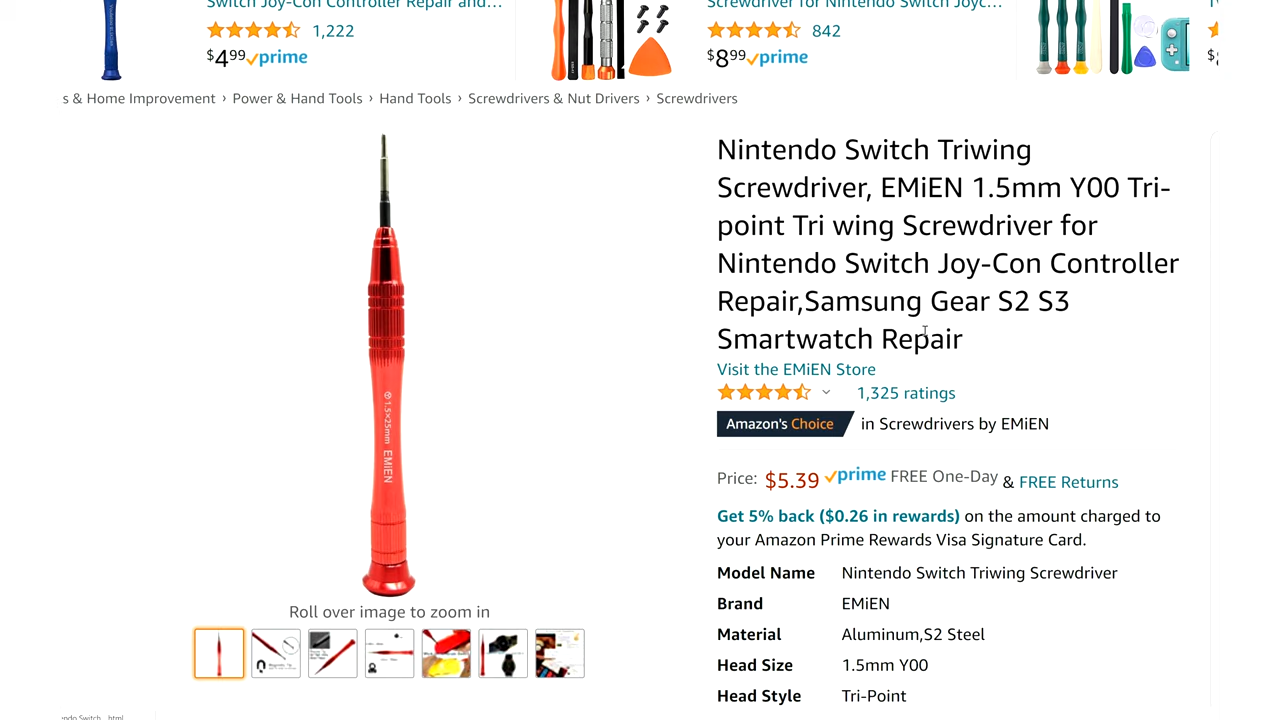 Switch Joy-Con Controller Repair and…
Screwdriver for Nintendo Switch Joyc…
1,222
842
$4.99 prime
$8.99 prime
s & Home Improvement › Power & Hand Tools › Hand Tools › Screwdrivers & Nut Drivers › Screwdrivers
Nintendo Switch Triwing
Screwdriver, EMiEN 1.5mm Y00 Tri-
point Tri wing Screwdriver for
Nintendo Switch Joy-Con Controller
Repair,Samsung Gear S2 S3
Smartwatch Repair
Visit the EMiEN Store
1,325 ratings
Amazon's Choice in Screwdrivers by EMiEN
Price: $5.39 prime FREE One-Day & FREE Returns
Get 5% back ($0.26 in rewards) on the amount charged to
your Amazon Prime Rewards Visa Signature Card.
Model Name Nintendo Switch Triwing Screwdriver
Brand EMiEN
Material Aluminum,S2 Steel
Head Size 1.5mm Y00
Head Style Tri-Point
1.5×25mm EMiEN
Roll over image to zoom in